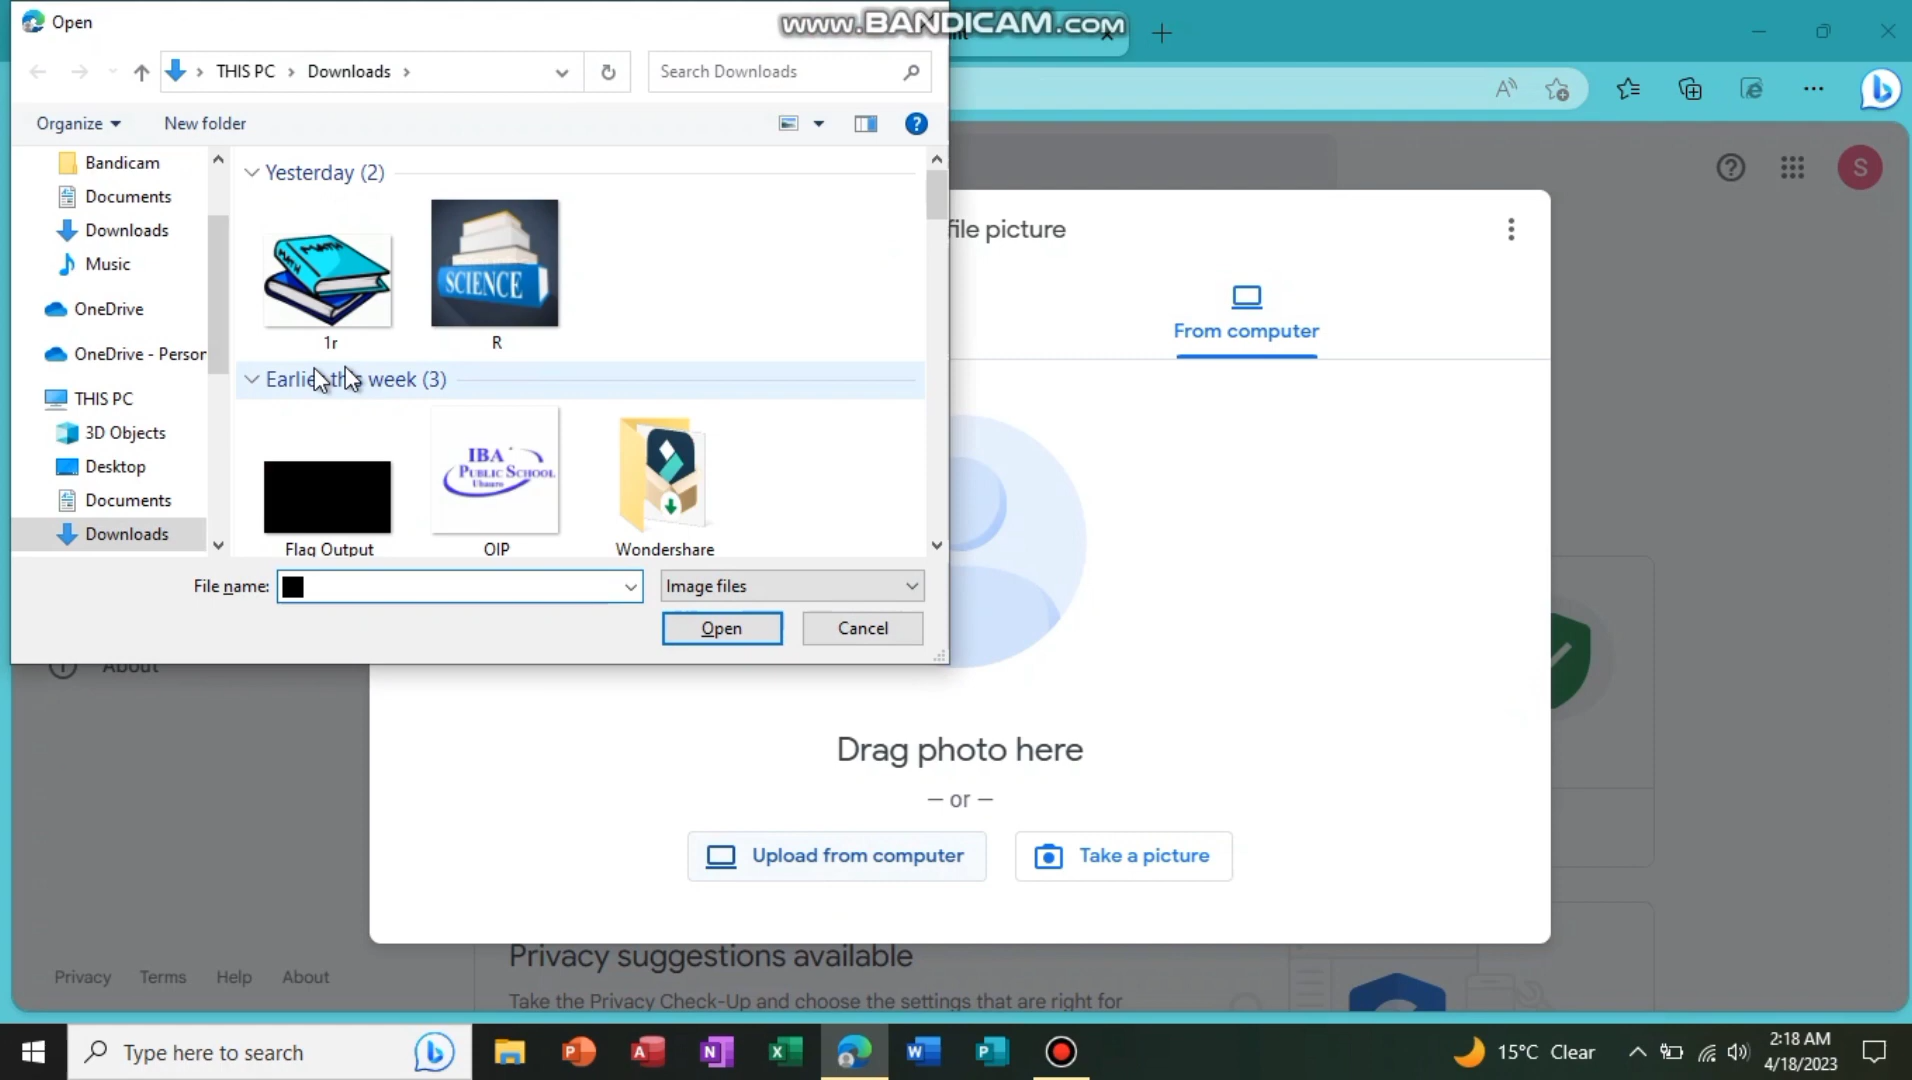 Open
www.BANDICAM.com
THIS PC
Downloads
Search Downloads
Organize
New folder
Bandicam
Documents
Downloads
Music
OneDrive
OneDrive - Person
THIS PC
3D Objects
Desktop
Documents
Downloads
Yesterday (2)
MATH
MATH
SCIENCE
1r
R
Earlier this week (3)
IBA
PUBLIC SCHOOL
Ubauro
Flag Output
OIP
Wondershare
File name:
Image files
Open
Cancel
S
file picture
From computer
Drag photo here
— or —
Upload from computer
Take a picture
About
Privacy Terms Help About
Privacy suggestions available
Take the Privacy Check-Up and choose the settings that are right for
Type here to search
15°C Clear
2:18 AM
4/18/2023